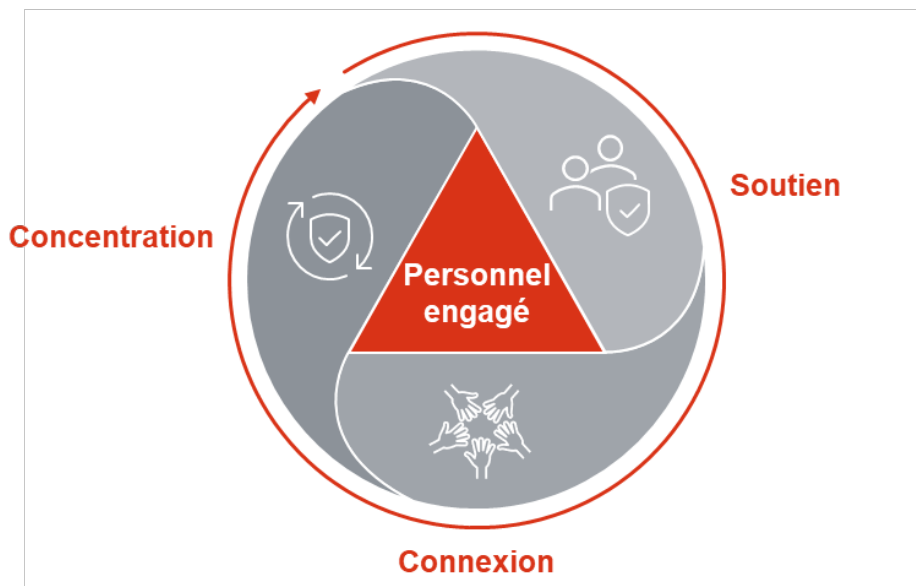 Soutien
Concentration
Personnel
engagé
Connexion